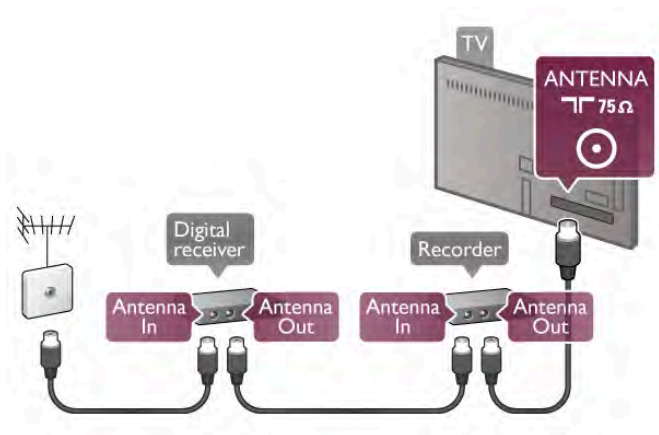 TV
ANTENNA
75 Ω
Digital
receiver
Recorder
Antenna
In
Antenna
Out
Antenna
In
Antenna
Out